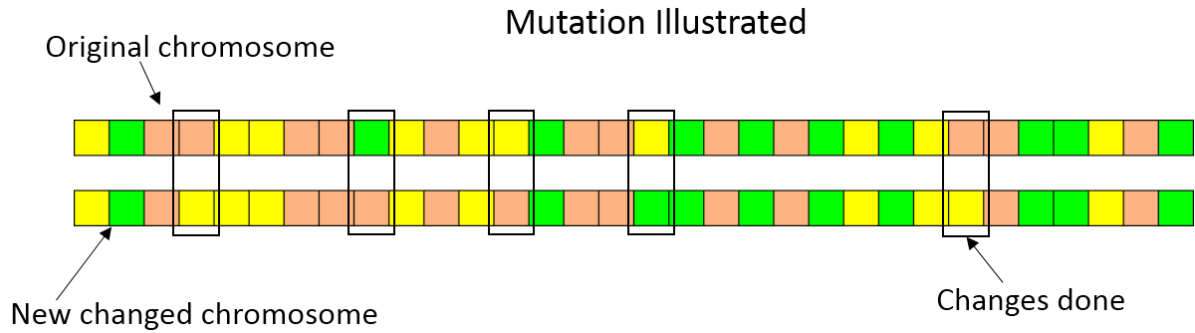 Mutation Illustrated
Original chromosome
New changed chromosome
Changes done